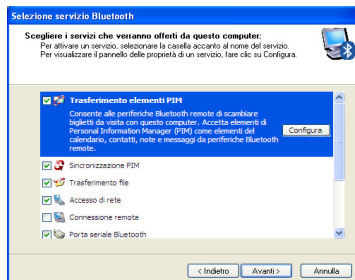 Selezione servizio Bluetooth
Scegliere i servizi che verranno offerti da questo computer:
Per attivare un servizio, selezionare la casella accanto al nome del servizio.
Per visualizzare il pannello delle proprietà di un servizio, fare clic su Configura.
Trasferimento elementi PIM
Consente alle periferiche Bluetooth remote di scambiare
biglietti da visita con questo computer. Accetta elementi di
Personal Information Manager (PIM) come elementi del
calendario, contatti, note e messaggi da periferiche Bluetooth
remote.
Configura
Sincronizzazione PIM
Trasferimento file
Accesso di rete
Connessione remota
Porta seriale Bluetooth
< Indietro
Avanti >
Annulla